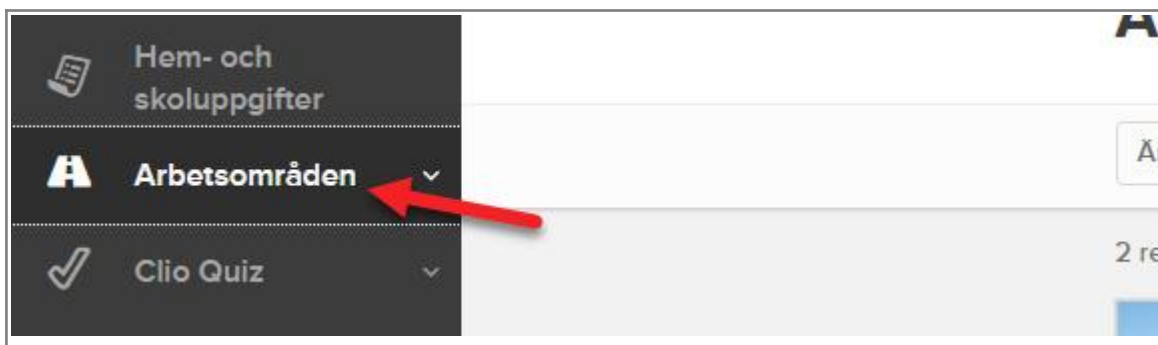 Hem- och
skoluppgifter
Arbetsområden
Clio Quiz
2 re